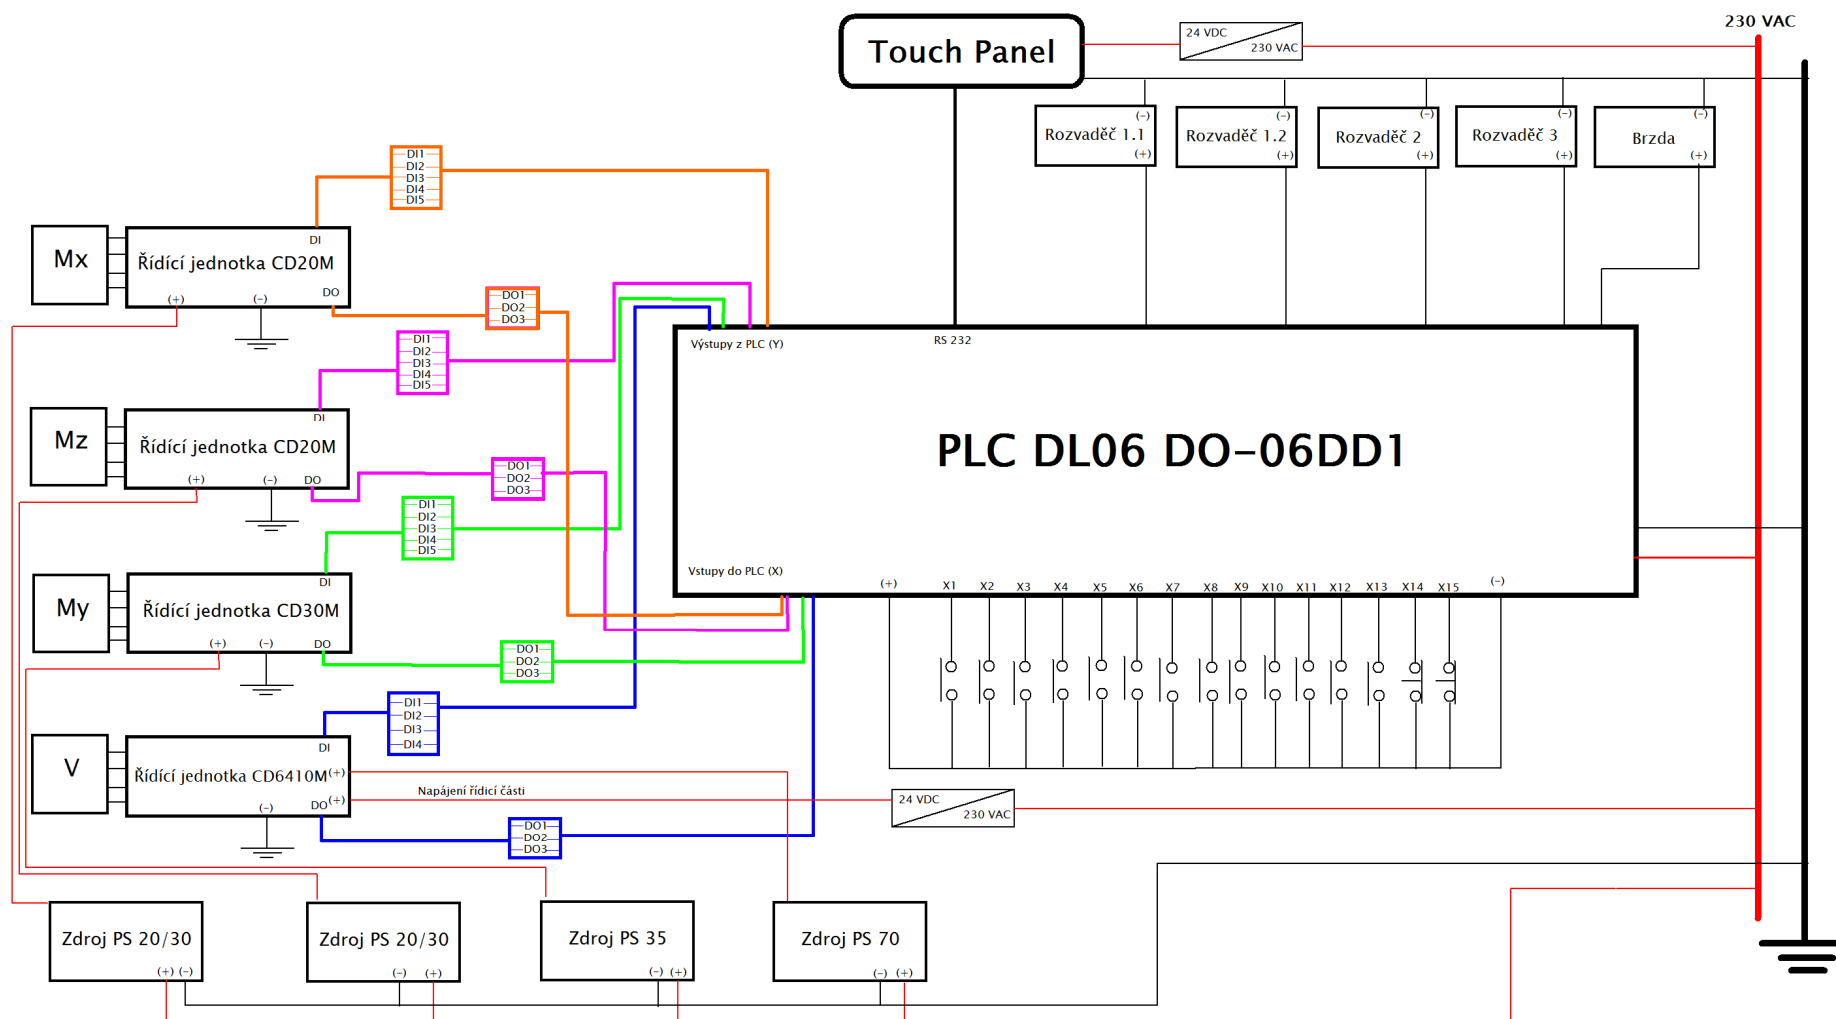 230 VAC
Touch Panel
24 VDC
230 VAC
(-)
Rozvaděč 1.1
(+)
(-)
Rozvaděč 1.2
(+)
(-)
Rozvaděč 2
(+)
(-)
Rozvaděč 3
(+)
(-)
Brzda
(+)
DI1
DI2
DI3
DI4
DI5
Mx
DI
Řídící jednotka CD20M
(+)
(-)
DO
DO1
DO2
DO3
DI1
DI2
DI3
DI4
DI5
Výstupy z PLC (Y)
RS 232
PLC DL06 DO-06DD1
Mz
DI
Řídící jednotka CD20M
(+)
(-)
DO
DO1
DO2
DO3
DI1
DI2
DI3
DI4
DI5
Vstupy do PLC (X)
(+)
X1
X2
X3
X4
X5
X6
X7
X8
X9
X10
X11
X12
X13
X14
X15
(-)
My
DI
Řídící jednotka CD30M
(+)
(-)
DO
DO1
DO2
DO3
DI1
DI2
DI3
DI4
V
DI
Řídící jednotka CD6410M
(+)
(-)
DO
(+)
Napájení řídicí části
24 VDC
230 VAC
DO1
DO2
DO3
Zdroj PS 20/30
(+) (-)
Zdroj PS 20/30
(-) (+)
Zdroj PS 35
(-) (+)
Zdroj PS 70
(-) (+)